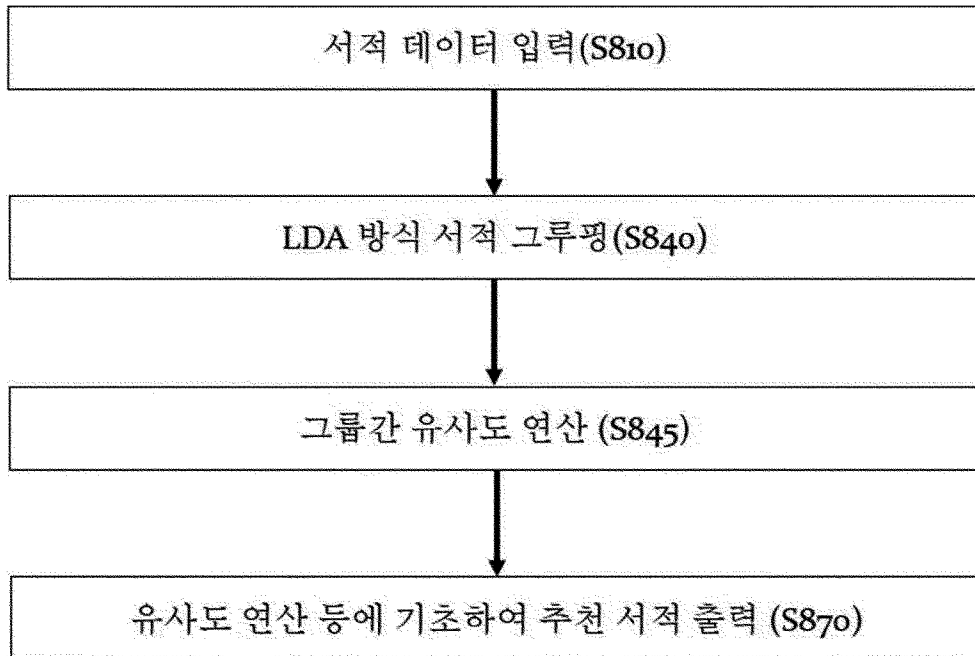 서적 데이터 입력(S810)
LDA 방식 서적 그루핑(S840)
그룹간 유사도 연산 (S845)
유사도 연산 등에 기초하여 추천 서적 출력 (S870)